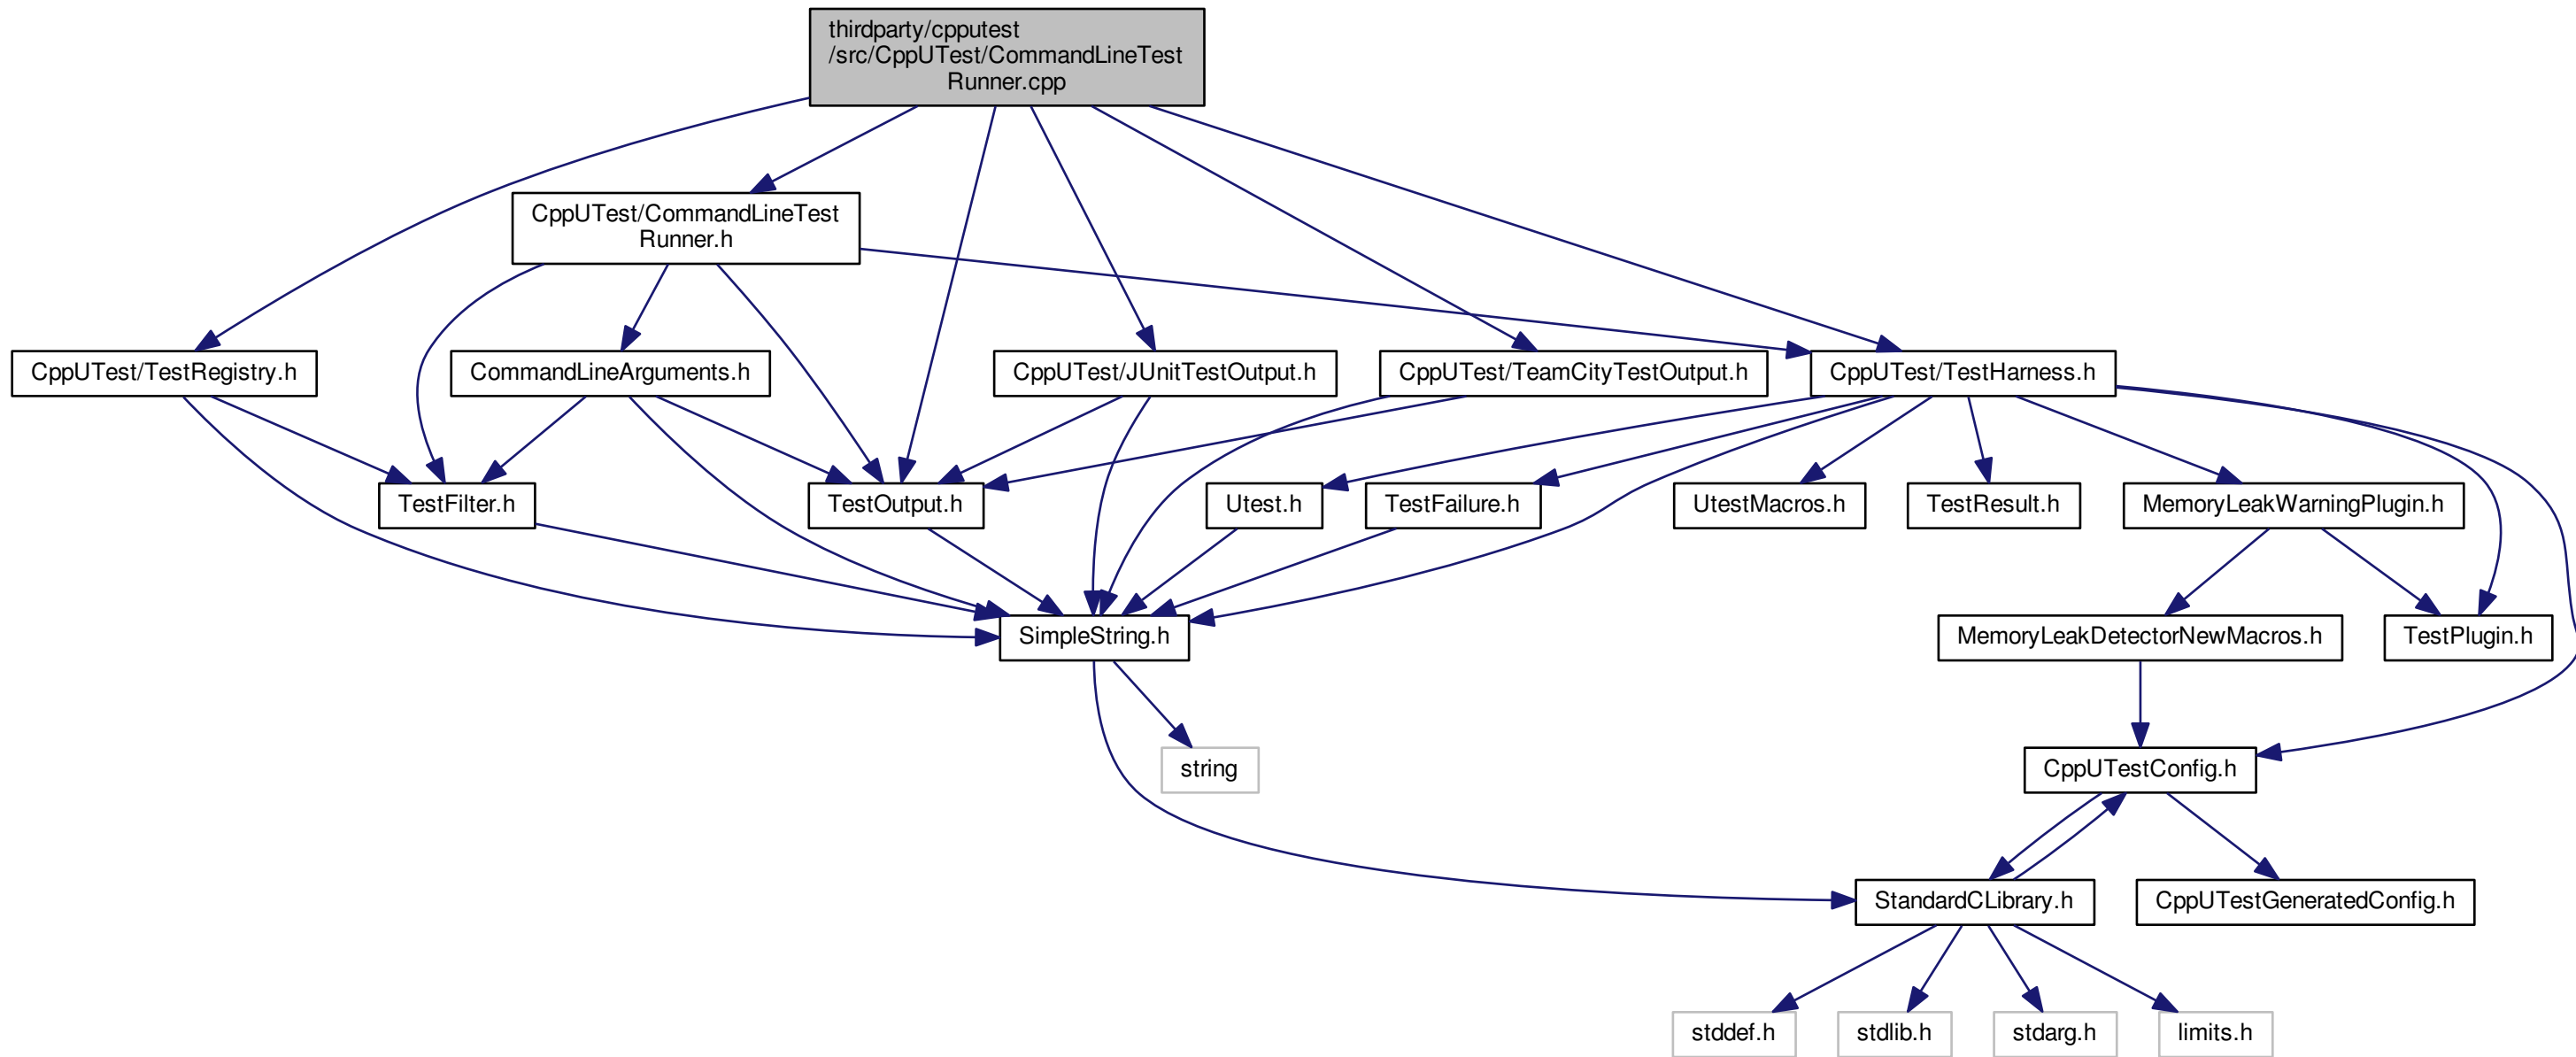 thirdparty/cpputest
/src/CppUTest/CommandLineTest
Runner.cpp
CppUTest/CommandLineTest
Runner.h
CppUTest/TestRegistry.h
CommandLineArguments.h
CppUTest/JUnitTestOutput.h
CppUTest/TeamCityTestOutput.h
CppUTest/TestHarness.h
TestFilter.h
TestOutput.h
Utest.h
TestFailure.h
UtestMacros.h
TestResult.h
MemoryLeakWarningPlugin.h
SimpleString.h
MemoryLeakDetectorNewMacros.h
TestPlugin.h
string
CppUTestConfig.h
StandardCLibrary.h
CppUTestGeneratedConfig.h
stddef.h
stdlib.h
stdarg.h
limits.h